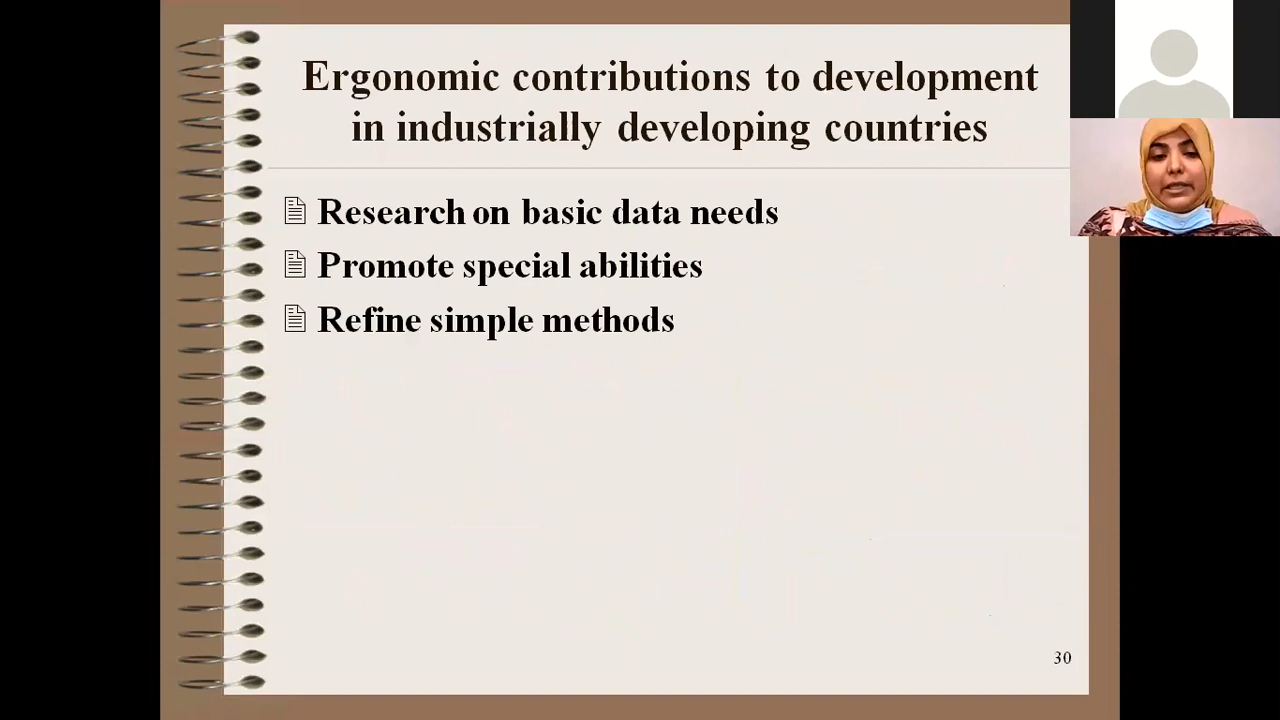 Ergonomic contributions to development
in industrially developing countries
Research on basic data needs
Promote special abilities
Refine simple methods
30